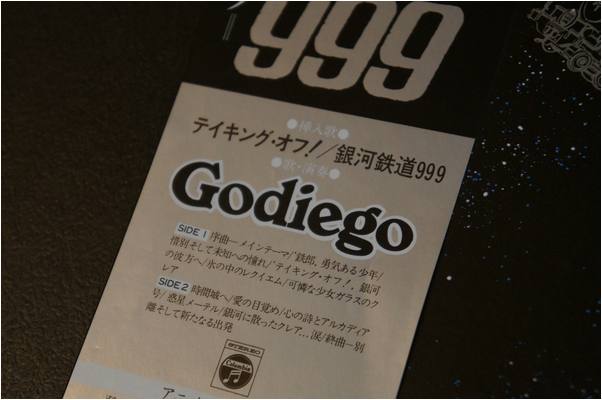 999
●挿入歌●
テイキング・オフ!/銀河鉄道999
●歌・演奏●
Godiego
SIDE 1 序曲―メインテーマ/"鉄郎、勇気ある少年/
惜別そして未知への憧れ/"テイキング・オフ!、銀河
の彼方へ/氷の中のレクイエム/可憐な少女ガラスのク
レア
SIDE 2 時間城へ/愛の目覚め/心の詩とアルカディア
号/惑星メーテル/銀河に散ったクレア…涙/終曲―別
離そして新たなる出発
STEREO
Columbia